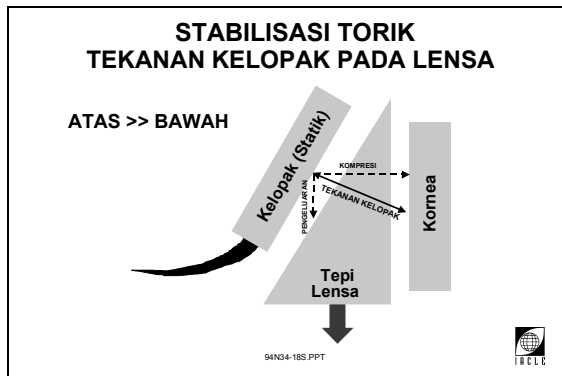 STABILISASI TORIK
TEKANAN KELOPAK PADA LENSA
ATAS >> BAWAH
Kelopak (Statik)
KOMPRESI
PENGELUARAN
TEKANAN KELOPAK
Kornea
Tepi
Lensa
94N34-18S.PPT
IACLE